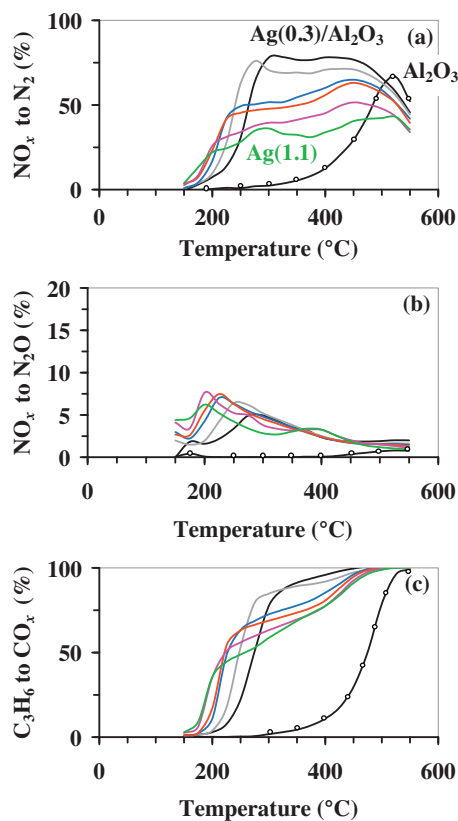 NOx to N2 (%)
100
75
50
25
0
Ag(0.3)/Al2O3
(a)
Al2O3
Ag(1.1)
0
200
400
600
Temperature (°C)
NOx to N2O (%)
20
15
10
5
0
(b)
0
200
400
600
Temperature (°C)
C3H6 to COx (%)
100
50
0
(c)
0
200
400
600
Temperature (°C)